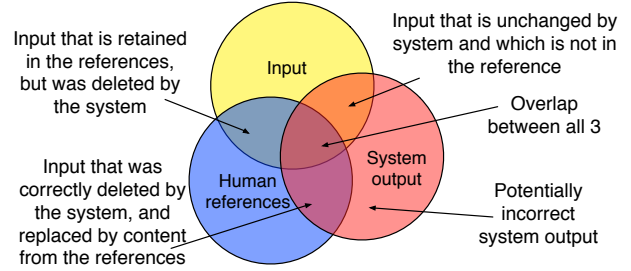 Input that is retained
in the references,
but was deleted by
the system
Input
Input that is unchanged by
system and which is not in
the reference
Overlap
between all 3
Input that was
correctly deleted by
the system, and
replaced by content
from the references
Human
references
System
output
Potentially
incorrect
system output